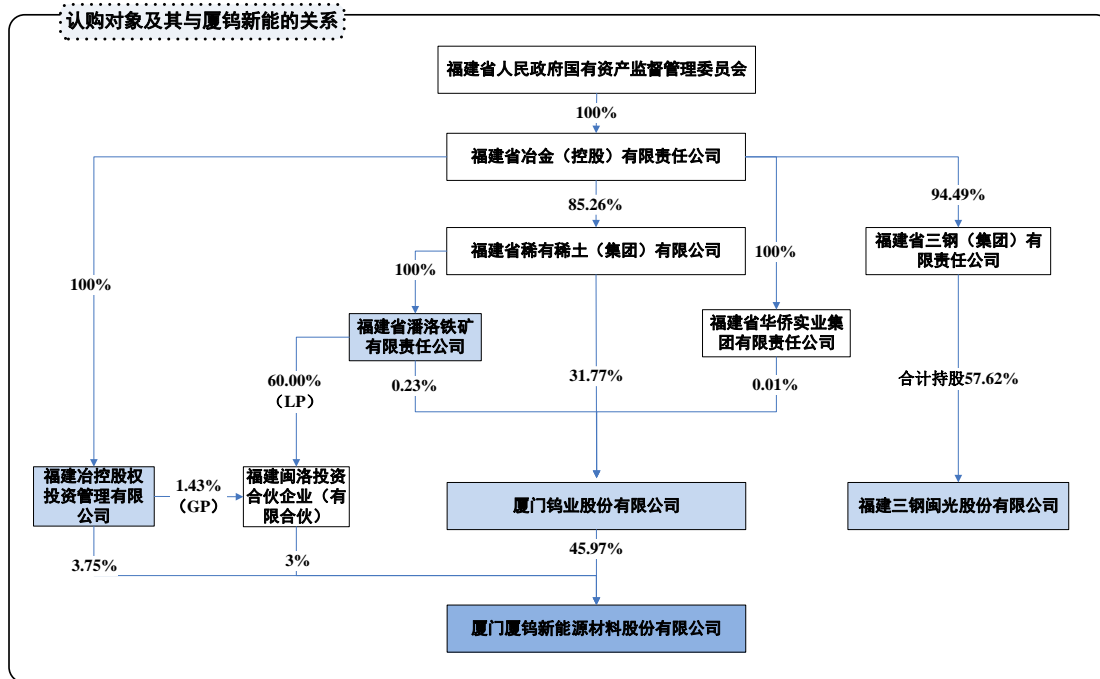 认购对象及其与厦钨新能的关系
福建省人民政府国有资产监督管理委员会
100%
福建省冶金（控股）有限责任公司
85.26%
94.49%
福建省稀有稀土（集团）有限公司
福建省三钢（集团）有
限责任公司
100%
100%
100%
福建省潘洛铁矿
有限责任公司
福建省华侨实业集
团有限责任公司
60.00%
（LP）
0.23%
31.77%
0.01%
合计持股57.62%
福建冶控股权
投资管理有限
公司
1.43%
（GP）
福建闽洛投资
合伙企业（有
限合伙）
厦门钨业股份有限公司
福建三钢闽光股份有限公司
3.75%
3%
45.97%
厦门厦钨新能源材料股份有限公司